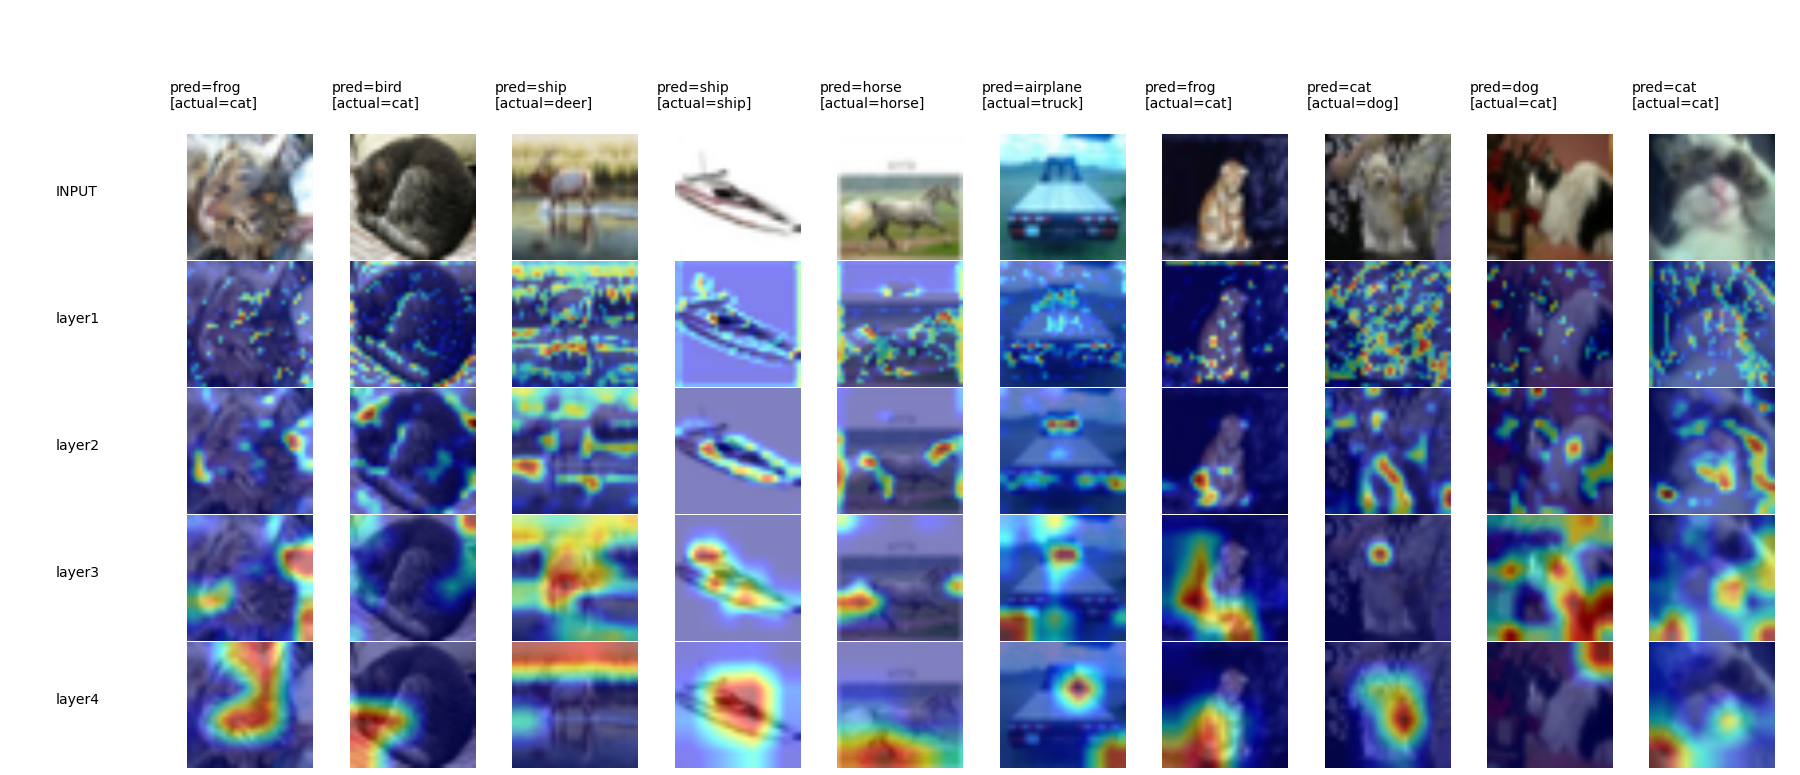 pred=frog
[actual=cat]
pred=bird
[actual=cat]
pred=ship
[actual=deer]
pred=ship
[actual=ship]
pred=horse
[actual=horse]
pred=airplane
[actual=truck]
pred=frog
[actual=cat]
pred=cat
[actual=dog]
pred=dog
[actual=cat]
pred=cat
[actual=cat]
INPUT
layer1
layer2
layer3
layer4